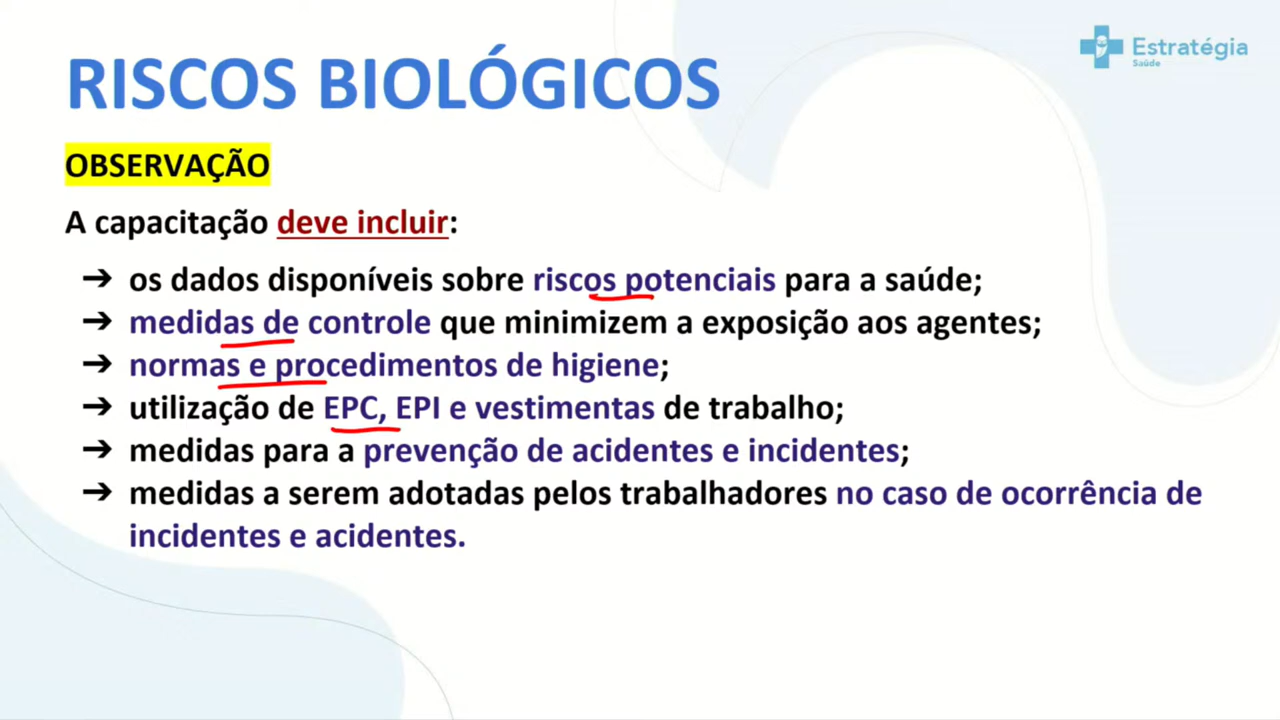 Estratégia
Saúde
RISCOS BIOLÓGICOS
OBSERVAÇÃO
A capacitação deve incluir:
➔ os dados disponíveis sobre riscos potenciais para a saúde;
➔ medidas de controle que minimizem a exposição aos agentes;
➔ normas e procedimentos de higiene;
➔ utilização de EPC, EPI e vestimentas de trabalho;
➔ medidas para a prevenção de acidentes e incidentes;
➔ medidas a serem adotadas pelos trabalhadores no caso de ocorrência de
incidentes e acidentes.